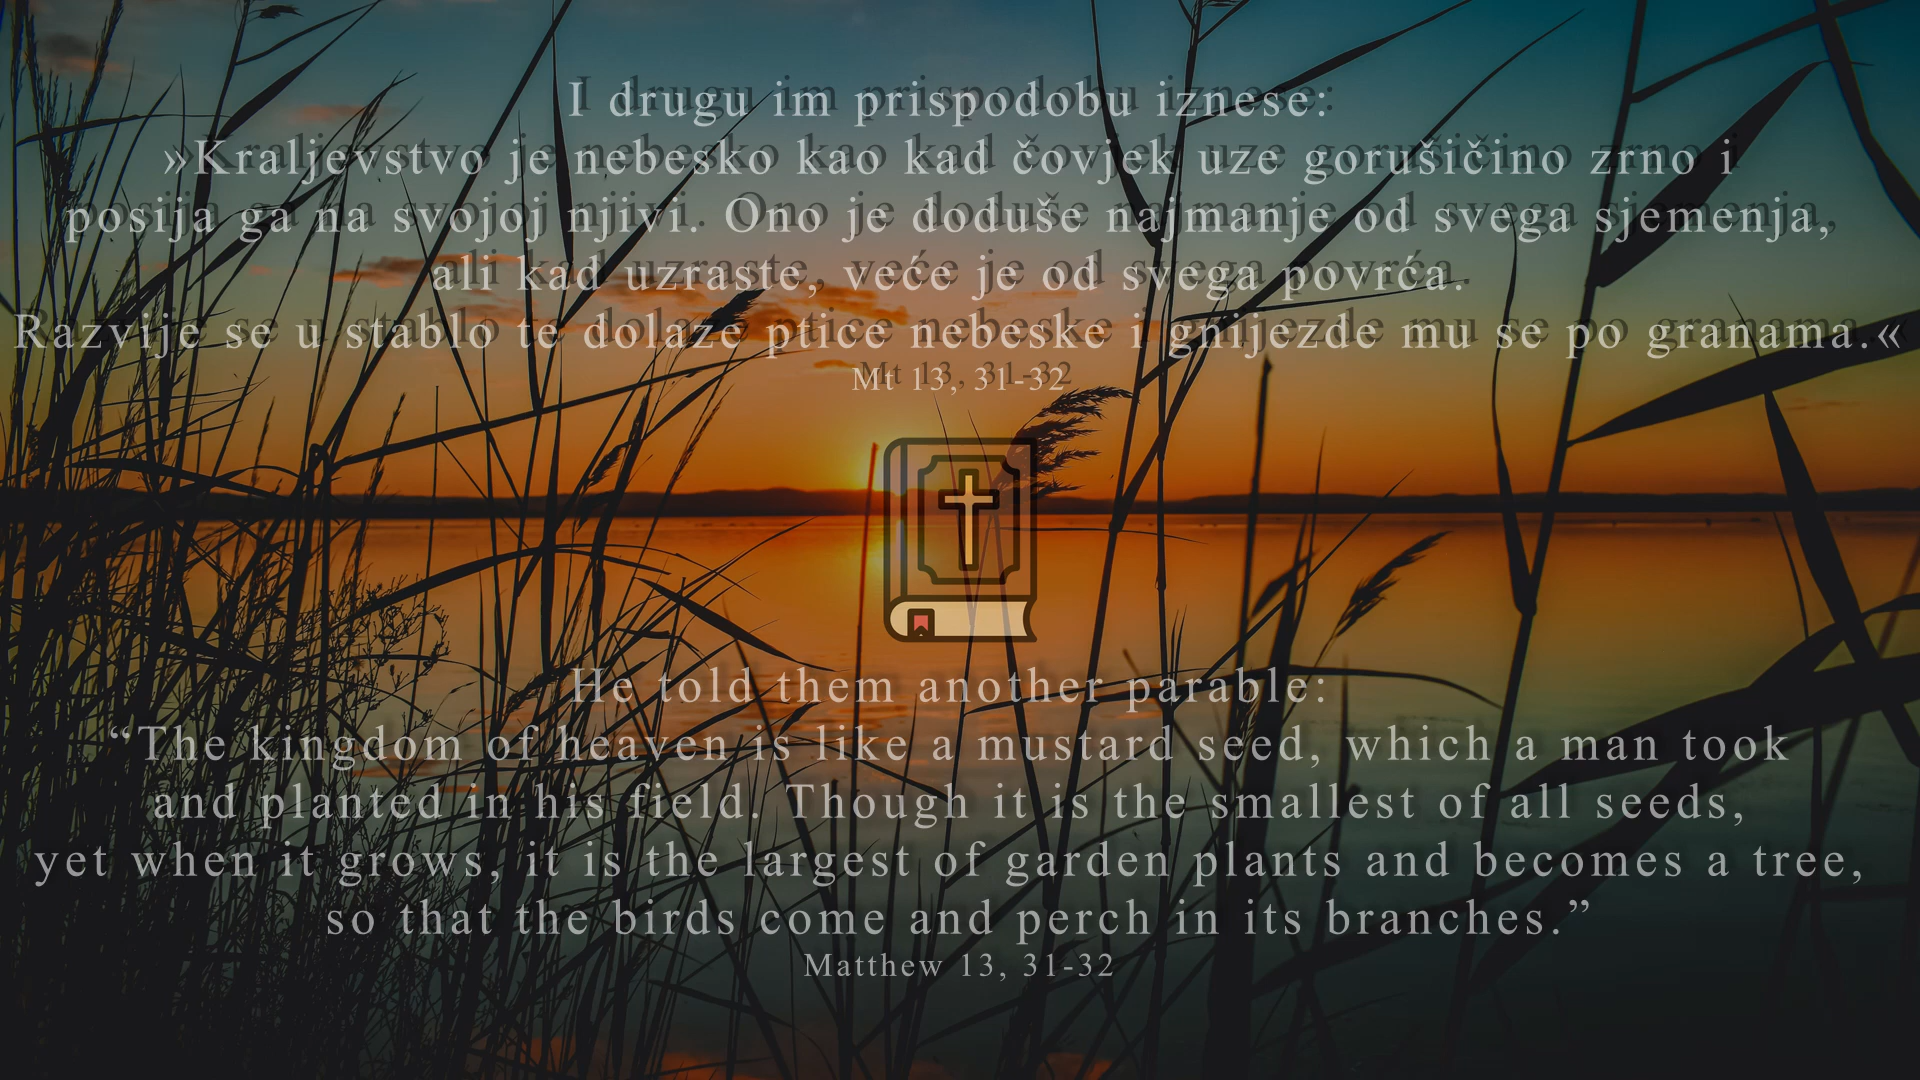 I drugu im prispodobu iznese:
»Kraljevstvo je nebesko kao kad čovjek uze gorušičino zrno i
posija ga na svojoj njivi. Ono je doduše najmanje od svega sjemenja,
ali kad uzraste, veće je od svega povrća.
Razvije se u stablo te dolaze ptice nebeske i gnijezde mu se po granama.«
Mt 13, 31-32
He told them another parable:
“The kingdom of heaven is like a mustard seed, which a man took
and planted in his field. Though it is the smallest of all seeds,
yet when it grows, it is the largest of garden plants and becomes a tree,
so that the birds come and perch in its branches.”
Matthew 13, 31-32